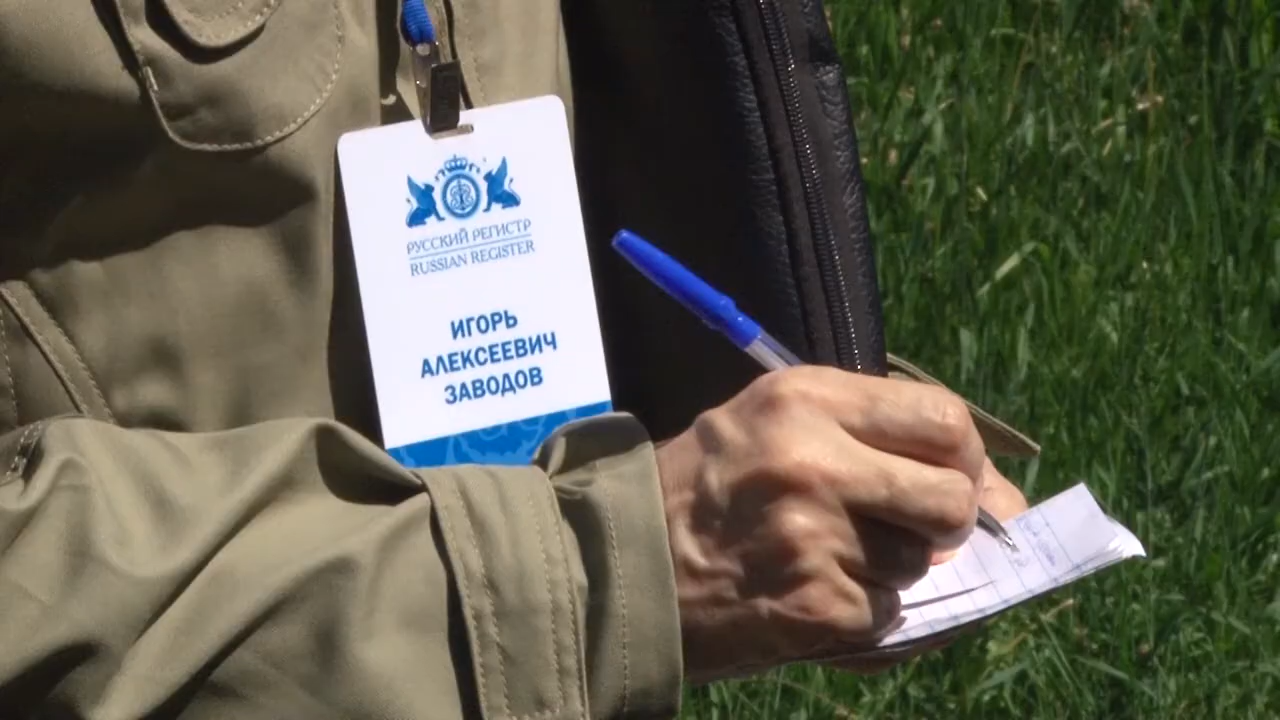 РУССКИЙ РЕГИСТР
RUSSIAN REGISTER
ИГОРЬ
АЛЕКСЕЕВИЧ
ЗАВОДОВ